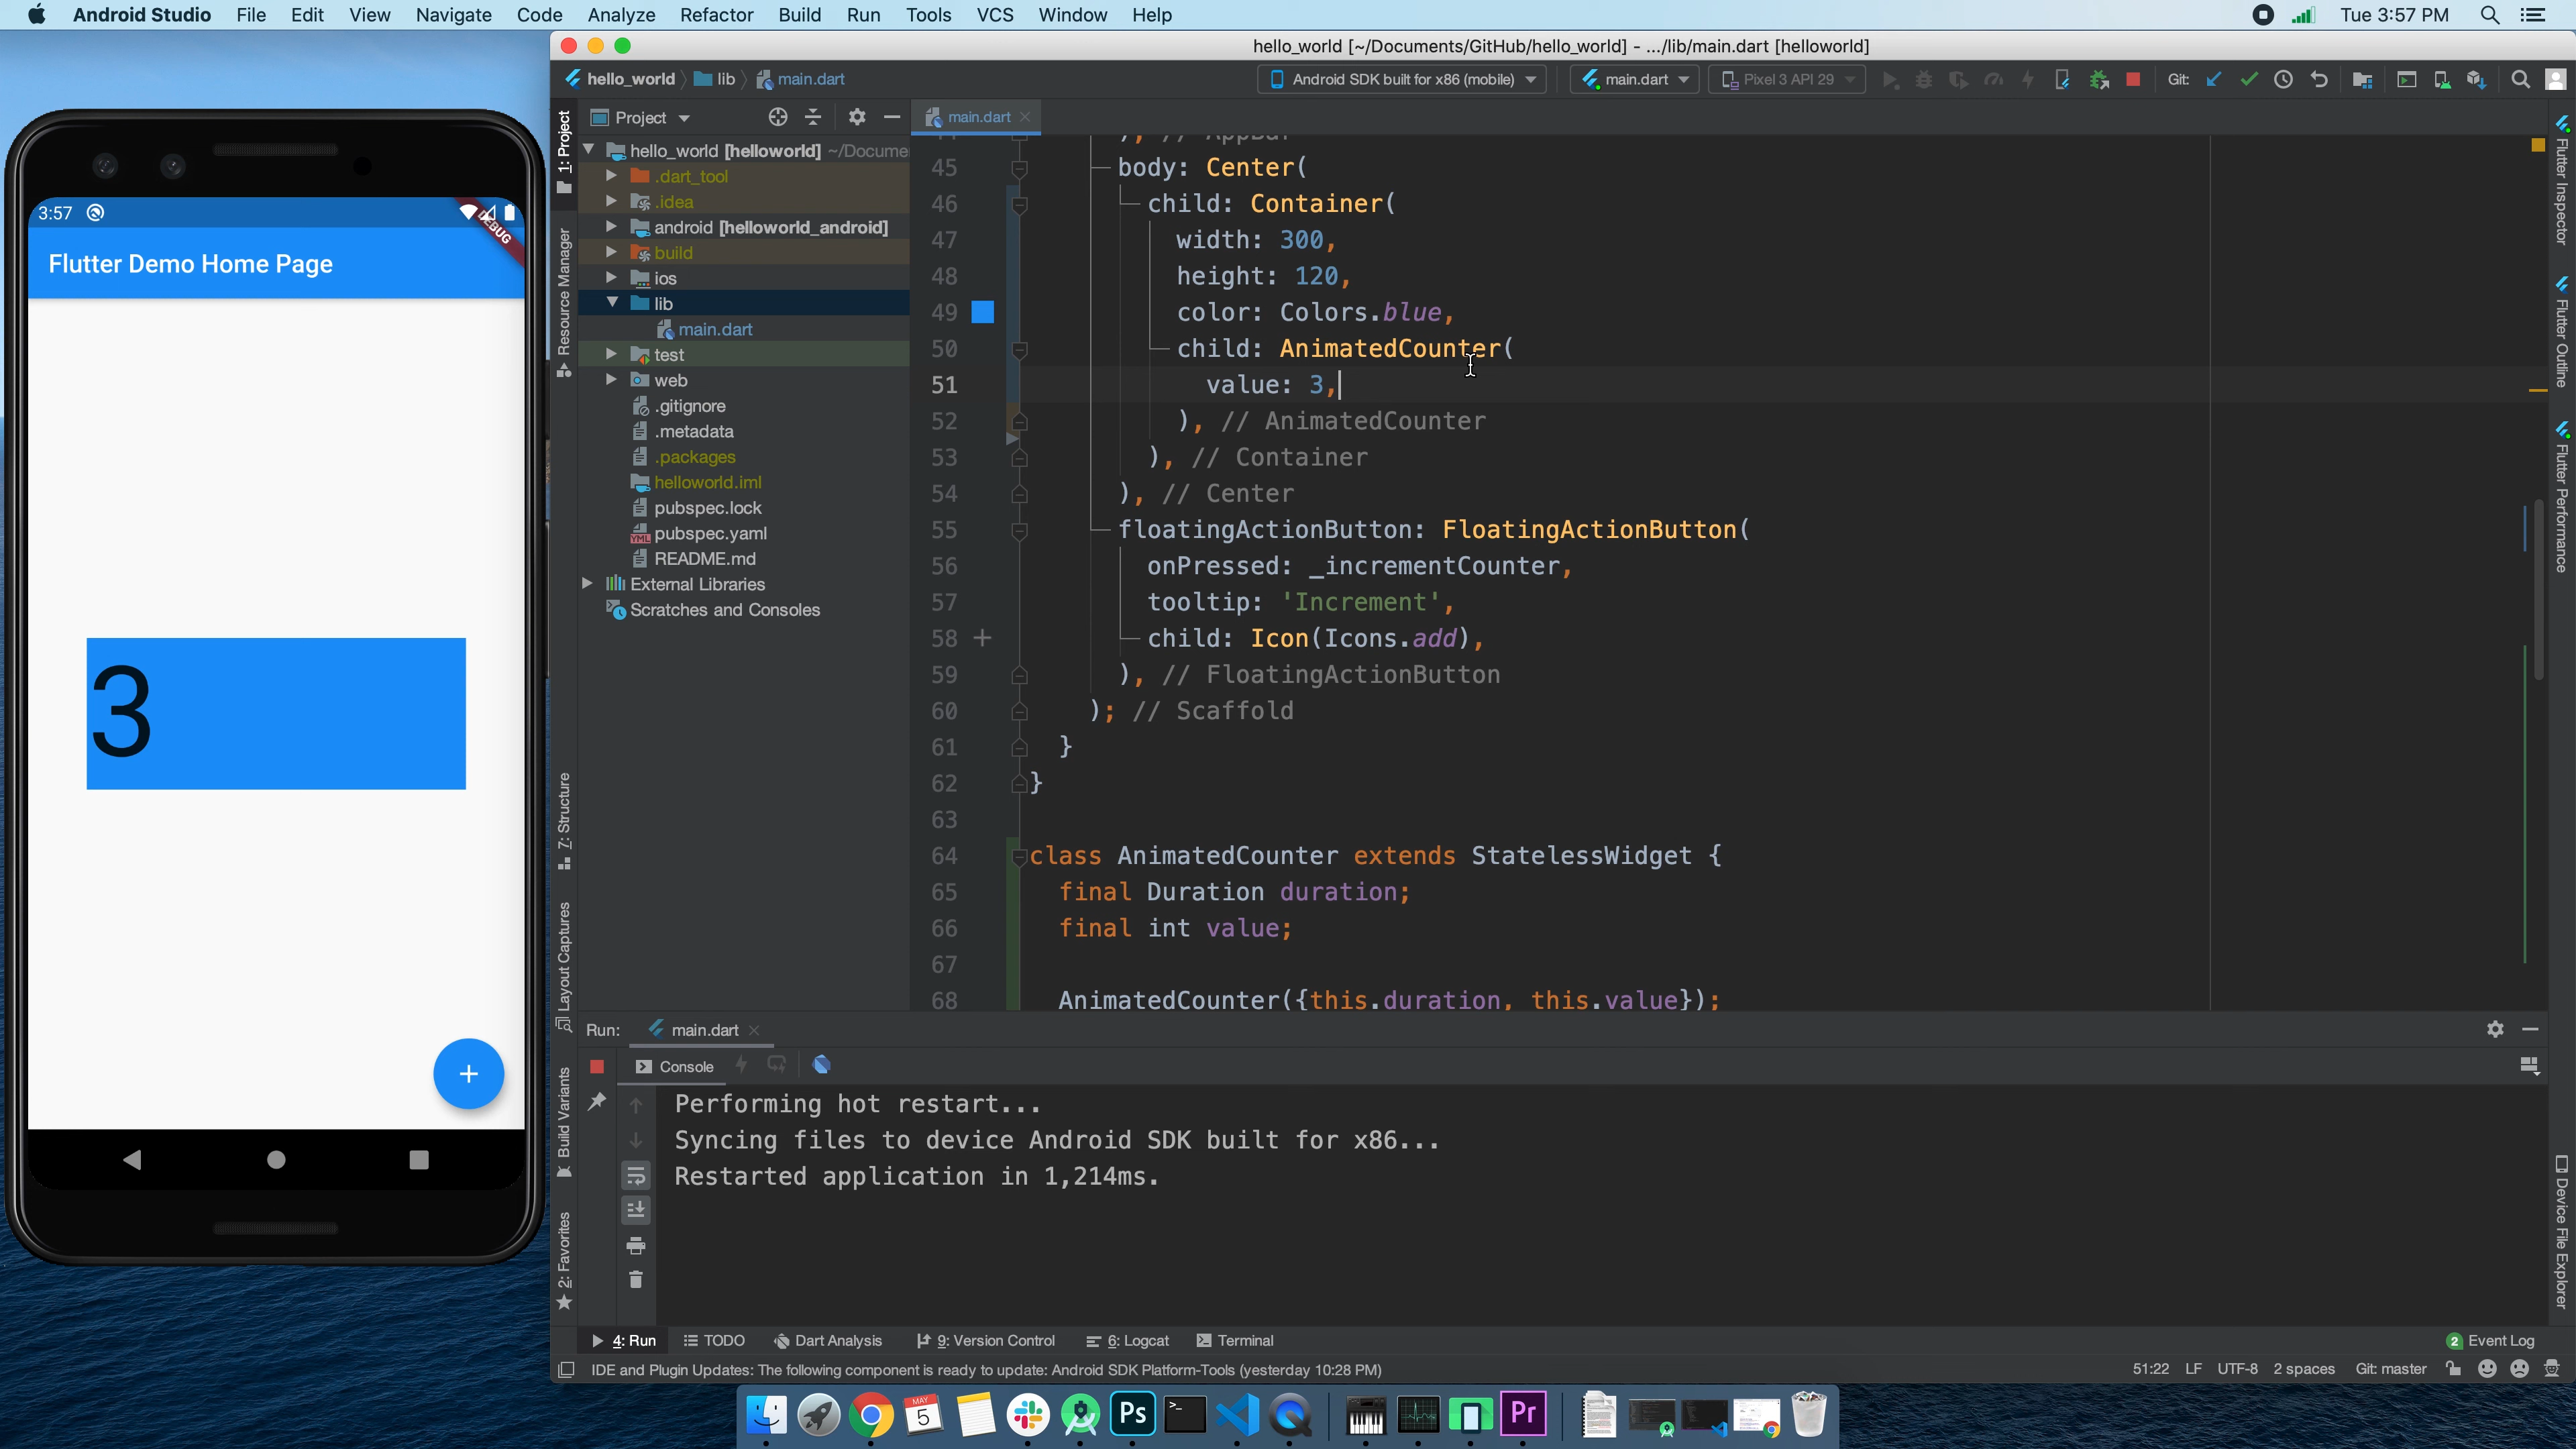 Android Studio File Edit View Navigate Code Analyze Refactor Build Run Tools VCS Window Help Tue 3:57 PM
hello_world [~/Documents/GitHub/hello_world] - .../lib/main.dart [helloworld]
hello_world lib main.dart Android SDK built for x86 (mobile) main.dart Pixel 3 API 29 Git:
Project main.dart
3:57
DEBUG
Flutter Demo Home Page
3
+
1: Project
Resource Manager
7: Structure
Layout Captures
Build Variants
2: Favorites
hello_world [helloworld] ~/Docume
.dart_tool
.idea
android [helloworld_android]
build
ios
lib
main.dart
test
web
.gitignore
.metadata
.packages
helloworld.iml
pubspec.lock
pubspec.yaml
README.md
External Libraries
Scratches and Consoles
), // AppBar
45 body: Center(
46 child: Container(
47 width: 300,
48 height: 120,
49 color: Colors.blue,
50 child: AnimatedCounter(
51 value: 3,
52 ), // AnimatedCounter
53 ), // Container
54 ), // Center
55 floatingActionButton: FloatingActionButton(
56 onPressed: _incrementCounter,
57 tooltip: 'Increment',
58 child: Icon(Icons.add),
59 ), // FloatingActionButton
60 ); // Scaffold
61 }
62 }
63
64 class AnimatedCounter extends StatelessWidget {
65 final Duration duration;
66 final int value;
67
68 AnimatedCounter({this.duration, this.value});
Flutter Inspector
Flutter Outline
Flutter Performance
Device File Explorer
Run: main.dart
Console
Performing hot restart...
Syncing files to device Android SDK built for x86...
Restarted application in 1,214ms.
4: Run TODO Dart Analysis 9: Version Control 6: Logcat Terminal 2 Event Log
IDE and Plugin Updates: The following component is ready to update: Android SDK Platform-Tools (yesterday 10:28 PM) 51:22 LF UTF-8 2 spaces Git: master
MAY
5
Ps
Pr